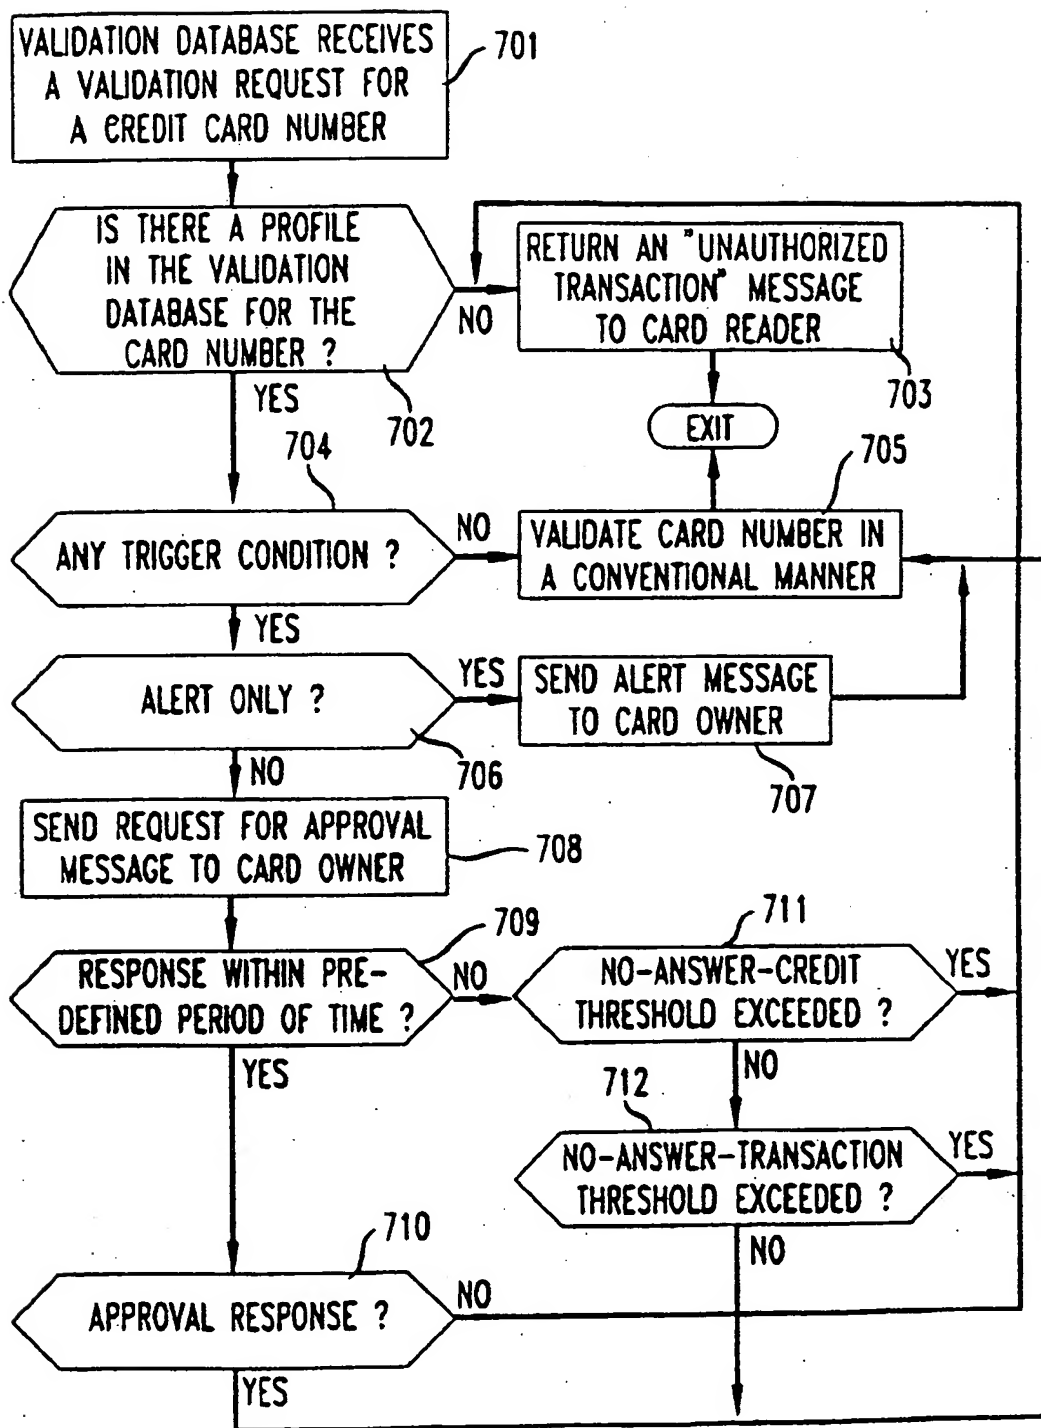 VALIDATION DATABASE RECEIVES
A VALIDATION REQUEST FOR
A CREDIT CARD NUMBER
701
IS THERE A PROFILE
IN THE VALIDATION
DATABASE FOR THE
CARD NUMBER ?
702
NO
YES
RETURN AN "UNAUTHORIZED
TRANSACTION" MESSAGE
TO CARD READER
703
EXIT
704
ANY TRIGGER CONDITION ?
NO
YES
705
VALIDATE CARD NUMBER IN
A CONVENTIONAL MANNER
ALERT ONLY ?
706
YES
NO
SEND ALERT MESSAGE
TO CARD OWNER
707
SEND REQUEST FOR APPROVAL
MESSAGE TO CARD OWNER
708
709
RESPONSE WITHIN PRE-
DEFINED PERIOD OF TIME ?
NO
YES
711
NO-ANSWER-CREDIT
THRESHOLD EXCEEDED ?
YES
NO
712
NO-ANSWER-TRANSACTION
THRESHOLD EXCEEDED ?
YES
NO
710
APPROVAL RESPONSE ?
NO
YES